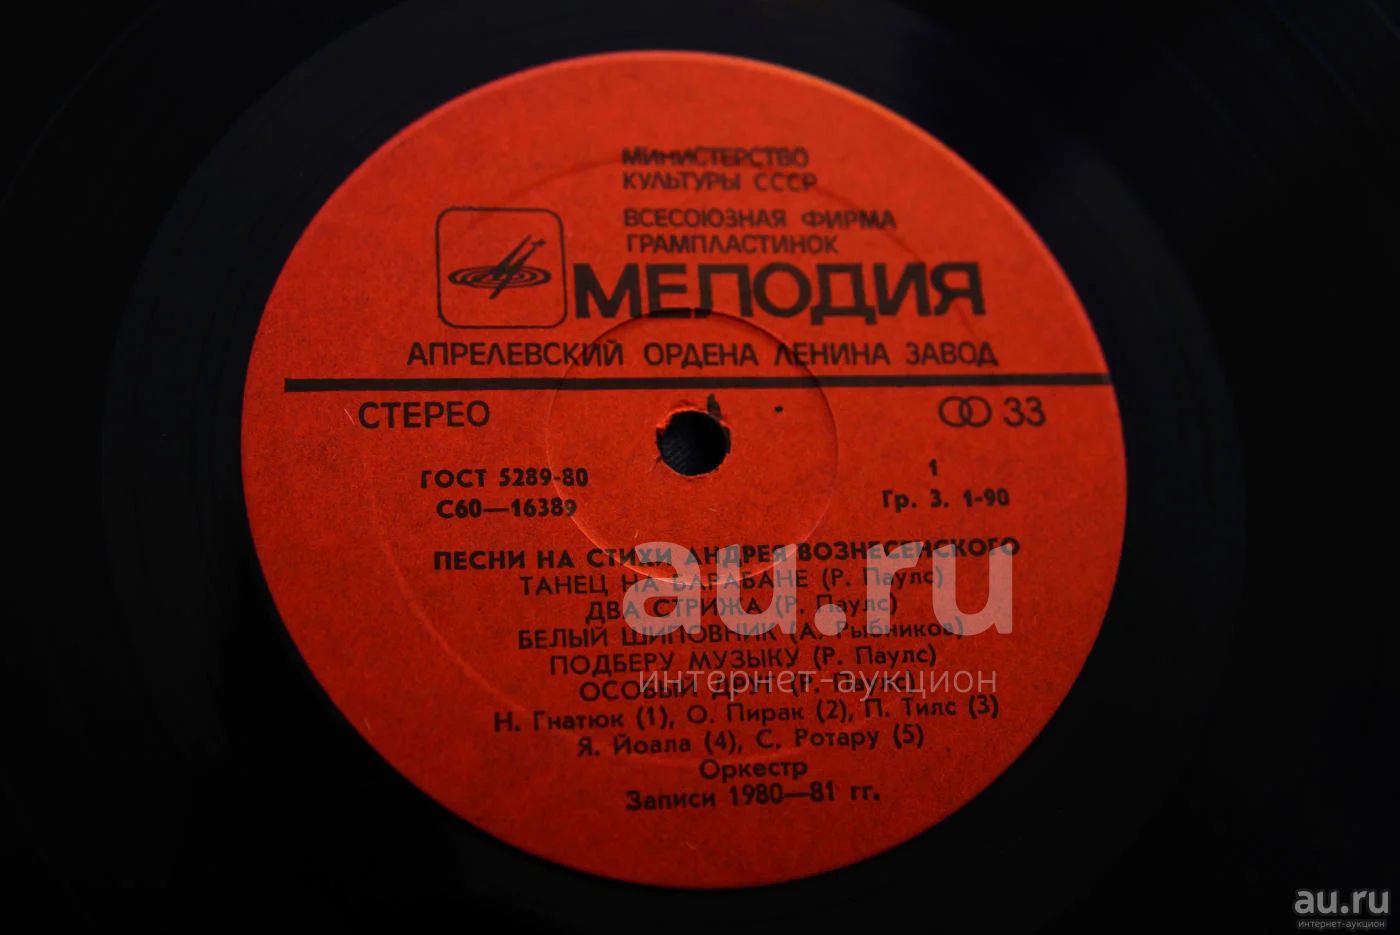 МИНИСТЕРСТВО
КУЛЬТУРЫ СССР
ВСЕСОЮЗНАЯ ФИРМА
ГРАМПЛАСТИНОК
МЕЛОДИЯ
АПРЕЛЕВСКИЙ ОРДЕНА ЛЕНИНА ЗАВОД
СТЕРЕО
33
ГОСТ 5289-80
С60—16389
1
Гр. 3. 1-90
ПЕСНИ НА СТИХИ АНДРЕЯ ВОЗНЕСЕНСКОГО
ТАНЕЦ НА БАРАБАНЕ (Р. Паулс)
ДВА СТРИЖА (Р. Паулс)
БЕЛЫЙ ШИПОВНИК (А. Рыбников)
ПОДБЕРУ МУЗЫКУ (Р. Паулс)
ОСОБЫЙ ДРУГ (Р. Паулс)
Н. Гнатюк (1), О. Пирак (2), П. Тилс (3)
Я. Йоала (4), С. Ротару (5)
Оркестр
Записи 1980—81 гг.
au.ru
интернет-аукцион
au.ru
интернет-аукцион